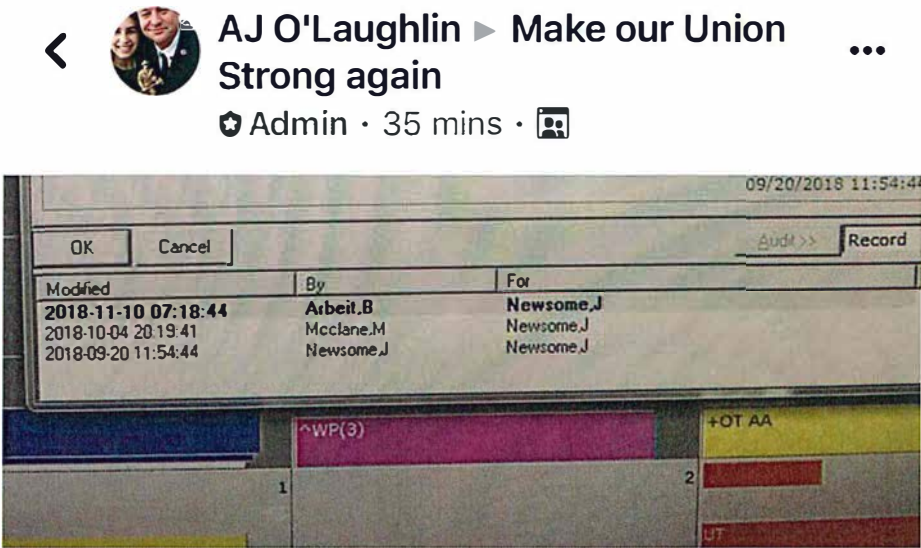 AJ O'Laughlin ▸ Make our Union
Strong again
Admin · 35 mins ·
09/20/2018 11:54:44
OK Cancel Audit >> Record
Modified By For
2018-11-10 07:18:44 Arbeit,B Newsome,J
2018-10-04 20:19:41 Mcclane,M Newsome,J
2018-09-20 11:54:44 Newsome,J Newsome,J
^WP(3) +OT AA
1 2
UT